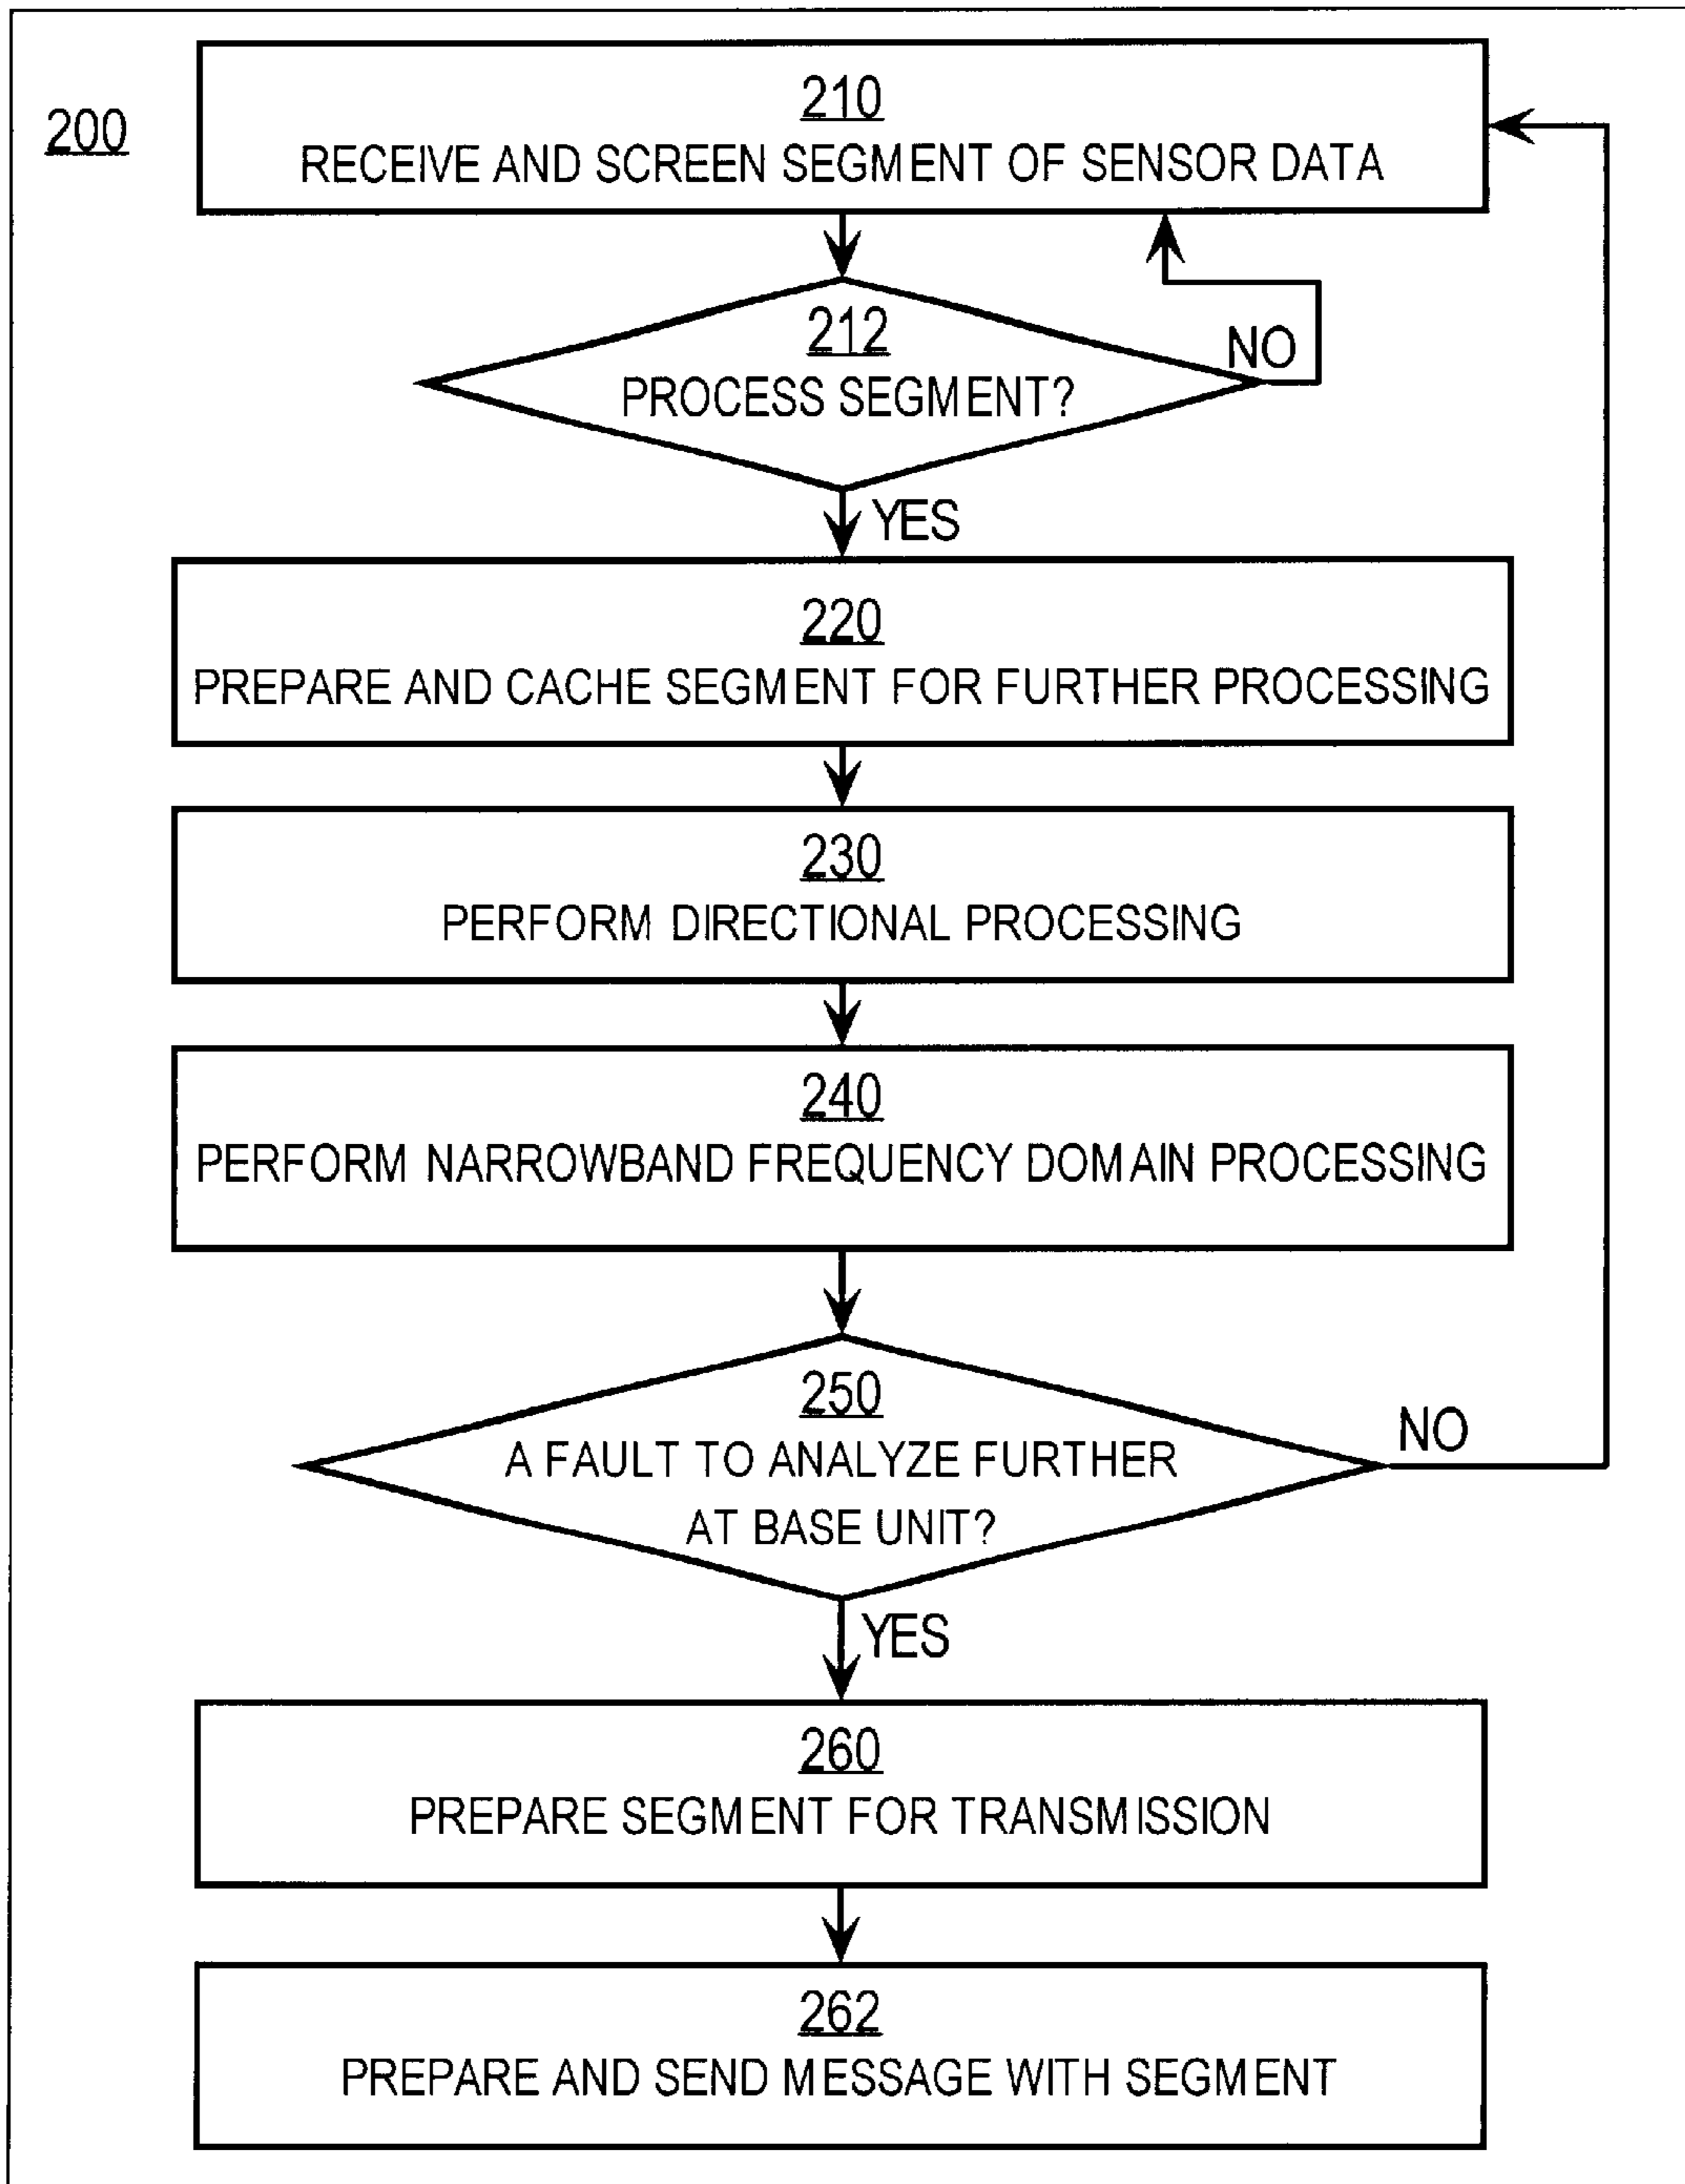 200
210
RECEIVE AND SCREEN SEGMENT OF SENSOR DATA
212
PROCESS SEGMENT?
NO
YES
220
PREPARE AND CACHE SEGMENT FOR FURTHER PROCESSING
230
PERFORM DIRECTIONAL PROCESSING
240
PERFORM NARROWBAND FREQUENCY DOMAIN PROCESSING
250
A FAULT TO ANALYZE FURTHER
AT BASE UNIT?
NO
YES
260
PREPARE SEGMENT FOR TRANSMISSION
262
PREPARE AND SEND MESSAGE WITH SEGMENT